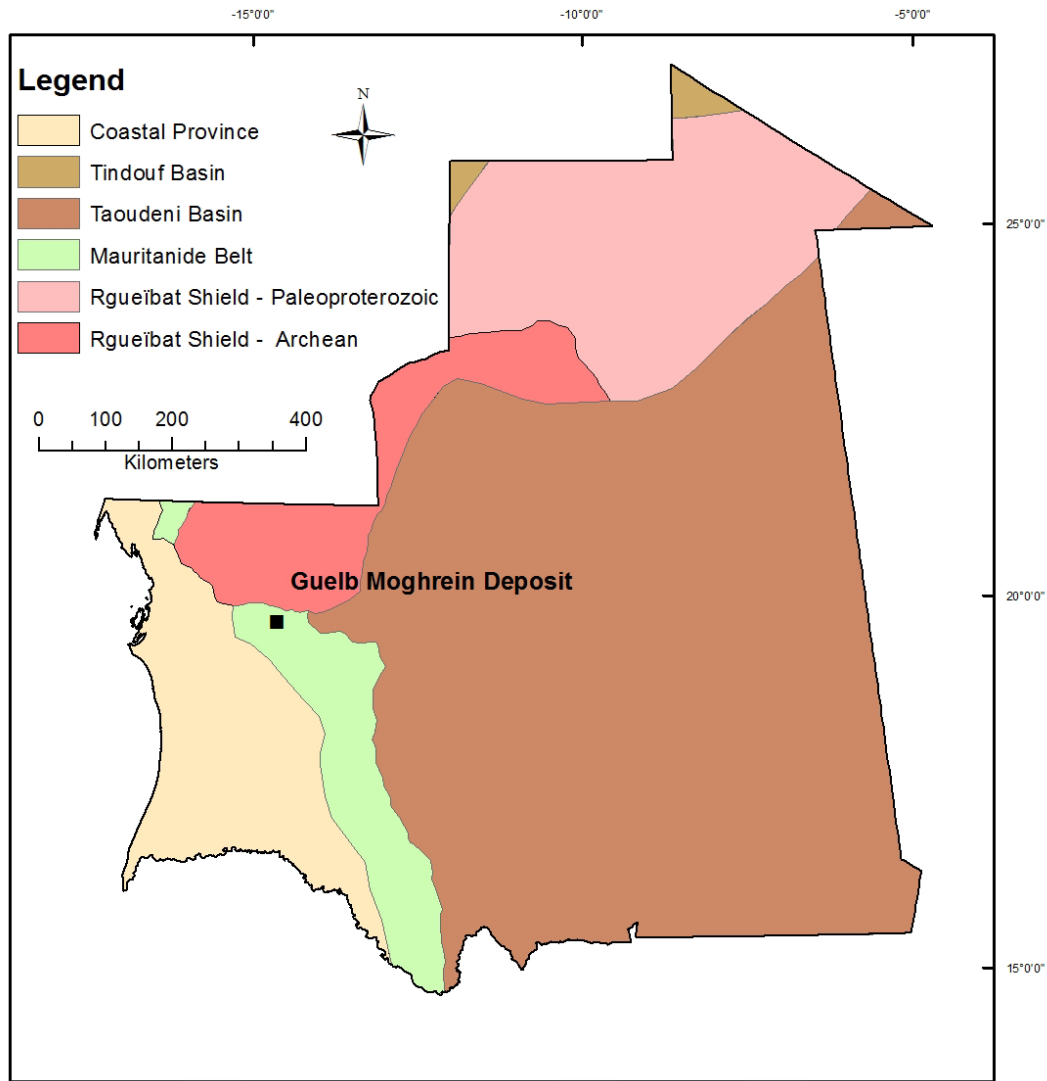 -15°0'0"
-10°0'0"
-5°0'0"
Legend
N
Coastal Province
Tindouf Basin
Taoudeni Basin
25°0'0"
Mauritanide Belt
Rgueïbat Shield - Paleoproterozoic
Rgueïbat Shield - Archean
0 100 200 400
Kilometers
Guelb Moghrein Deposit
20°0'0"
15°0'0"